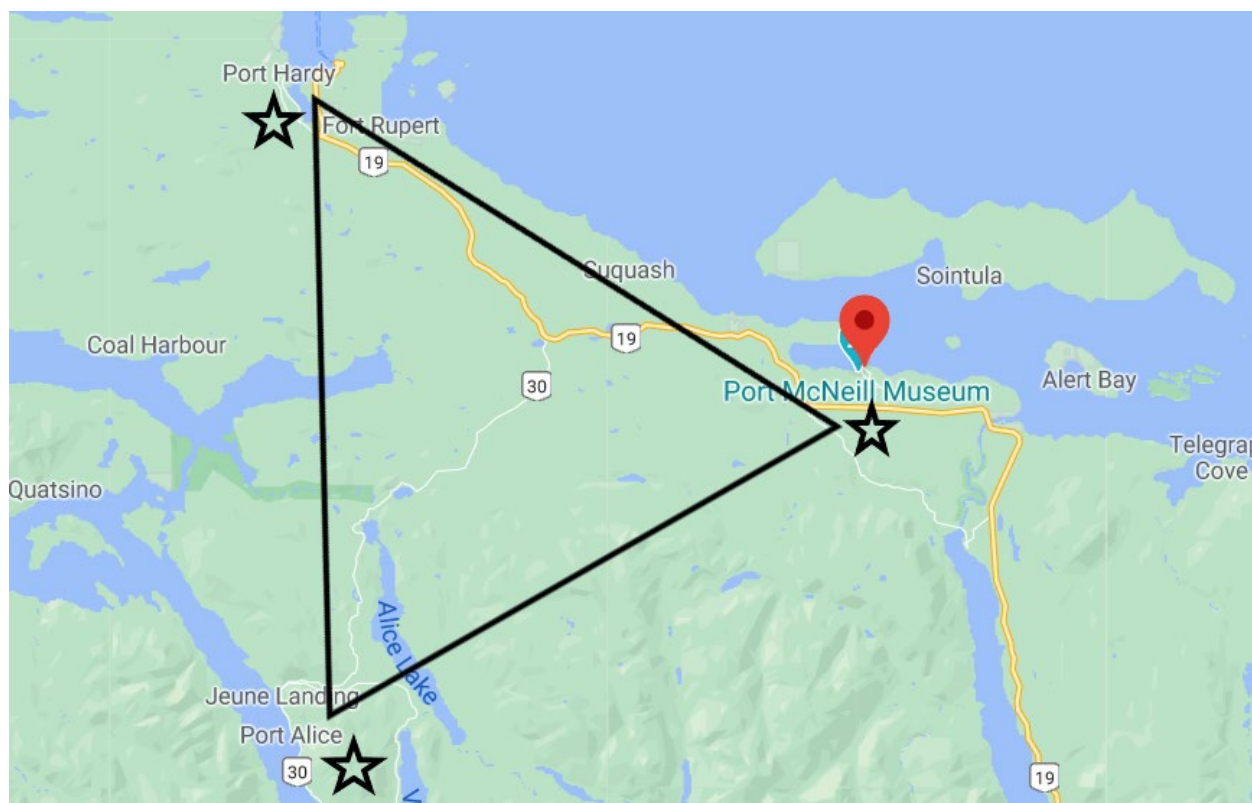 Port Hardy
Fort Rupert
19
Suquash
Sointula
19
Coal Harbour
30
Port McNeill Museum
Alert Bay
Telegrap
Cove
Quatsino
Alice Lake
Jeune Landing
Port Alice
30
V
19